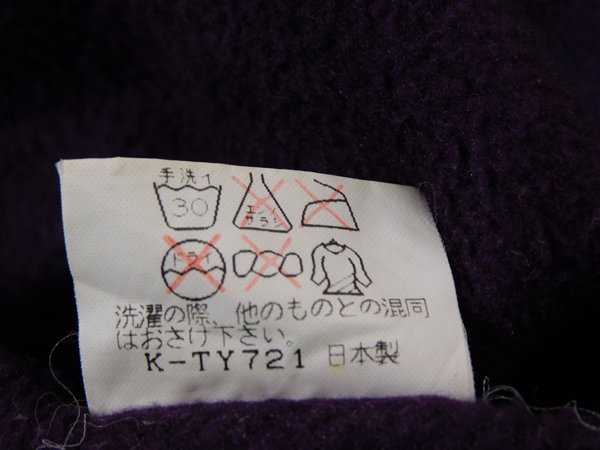 手洗イ
30
エンソ
サラシ
ドライ
洗濯の際、他のものとの混同
はおさけ下さい。
K-TY721 日本製